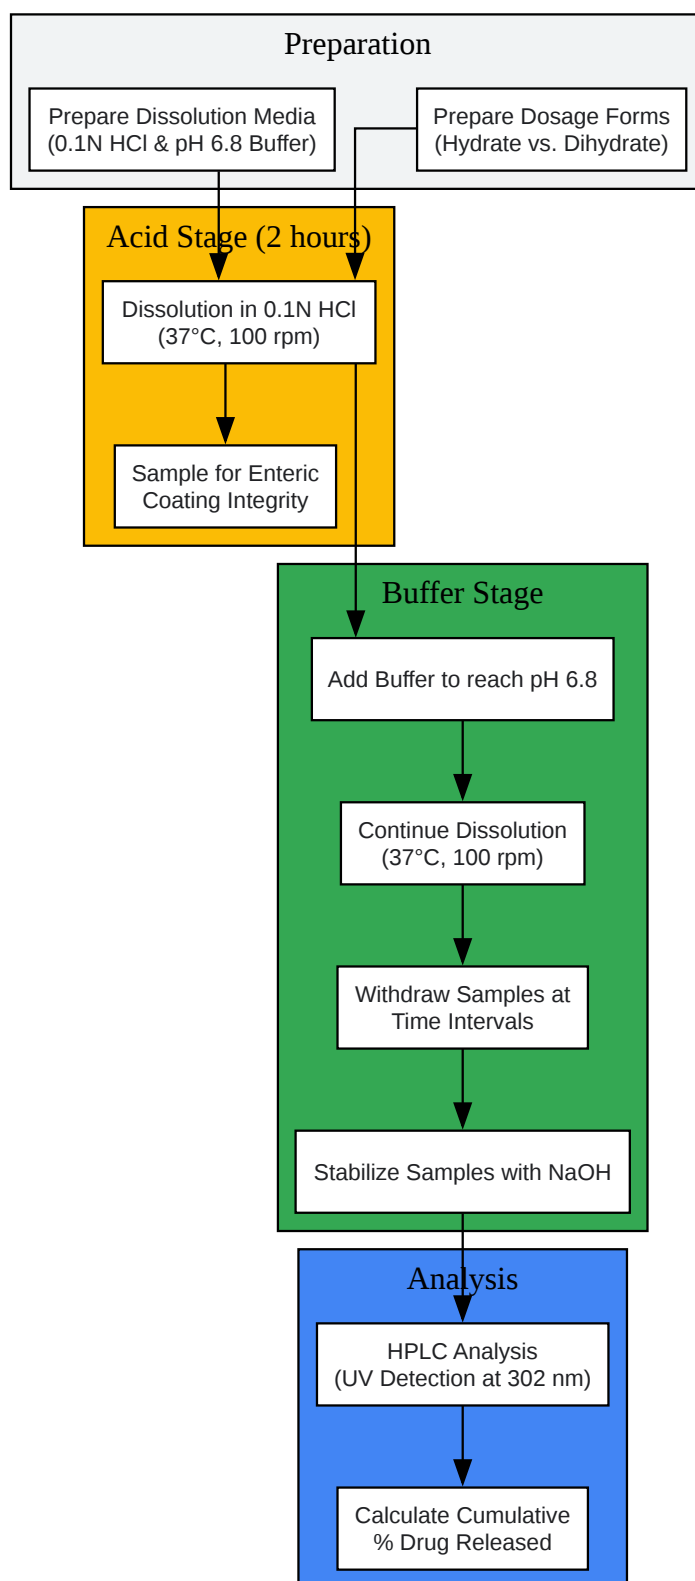 Preparation
Prepare Dissolution Media
(0.1N HCl & pH 6.8 Buffer)
Prepare Dosage Forms
(Hydrate vs. Dihydrate)
Acid Stage (2 hours)
Dissolution in 0.1N HCl
(37°C, 100 rpm)
Sample for Enteric
Coating Integrity
Buffer Stage
Add Buffer to reach pH 6.8
Continue Dissolution
(37°C, 100 rpm)
Withdraw Samples at
Time Intervals
Stabilize Samples with NaOH
Analysis
HPLC Analysis
(UV Detection at 302 nm)
Calculate Cumulative
% Drug Released